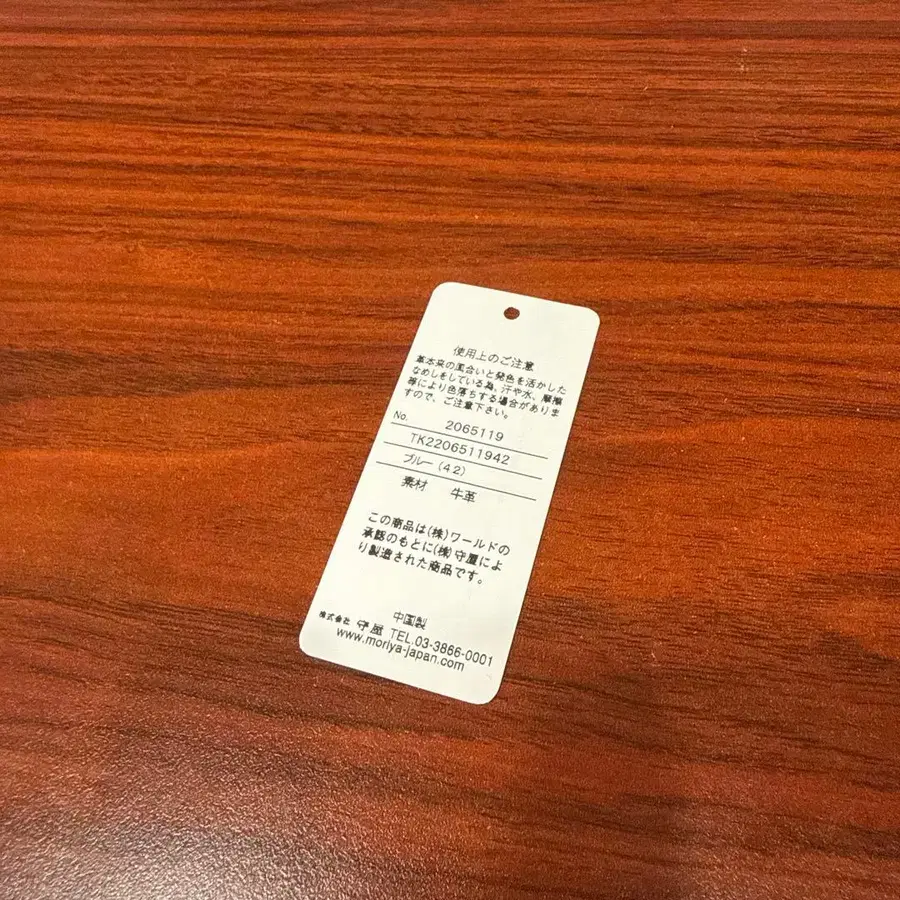 使用上のご注意
革本来の風合いと発色を活かした
なめしをしている為、汗や水、摩擦
等により色落ちする場合がありま
すので、ご注意下さい。
No. 2065119
TK2206511942
ブルー(42)
素材 牛革
この商品は(株)ワールドの
承認のもとに(株)守屋によ
り製造された商品です。
中国製
株式会社 守屋 TEL.03-3866-0001
www.moriya-japan.com